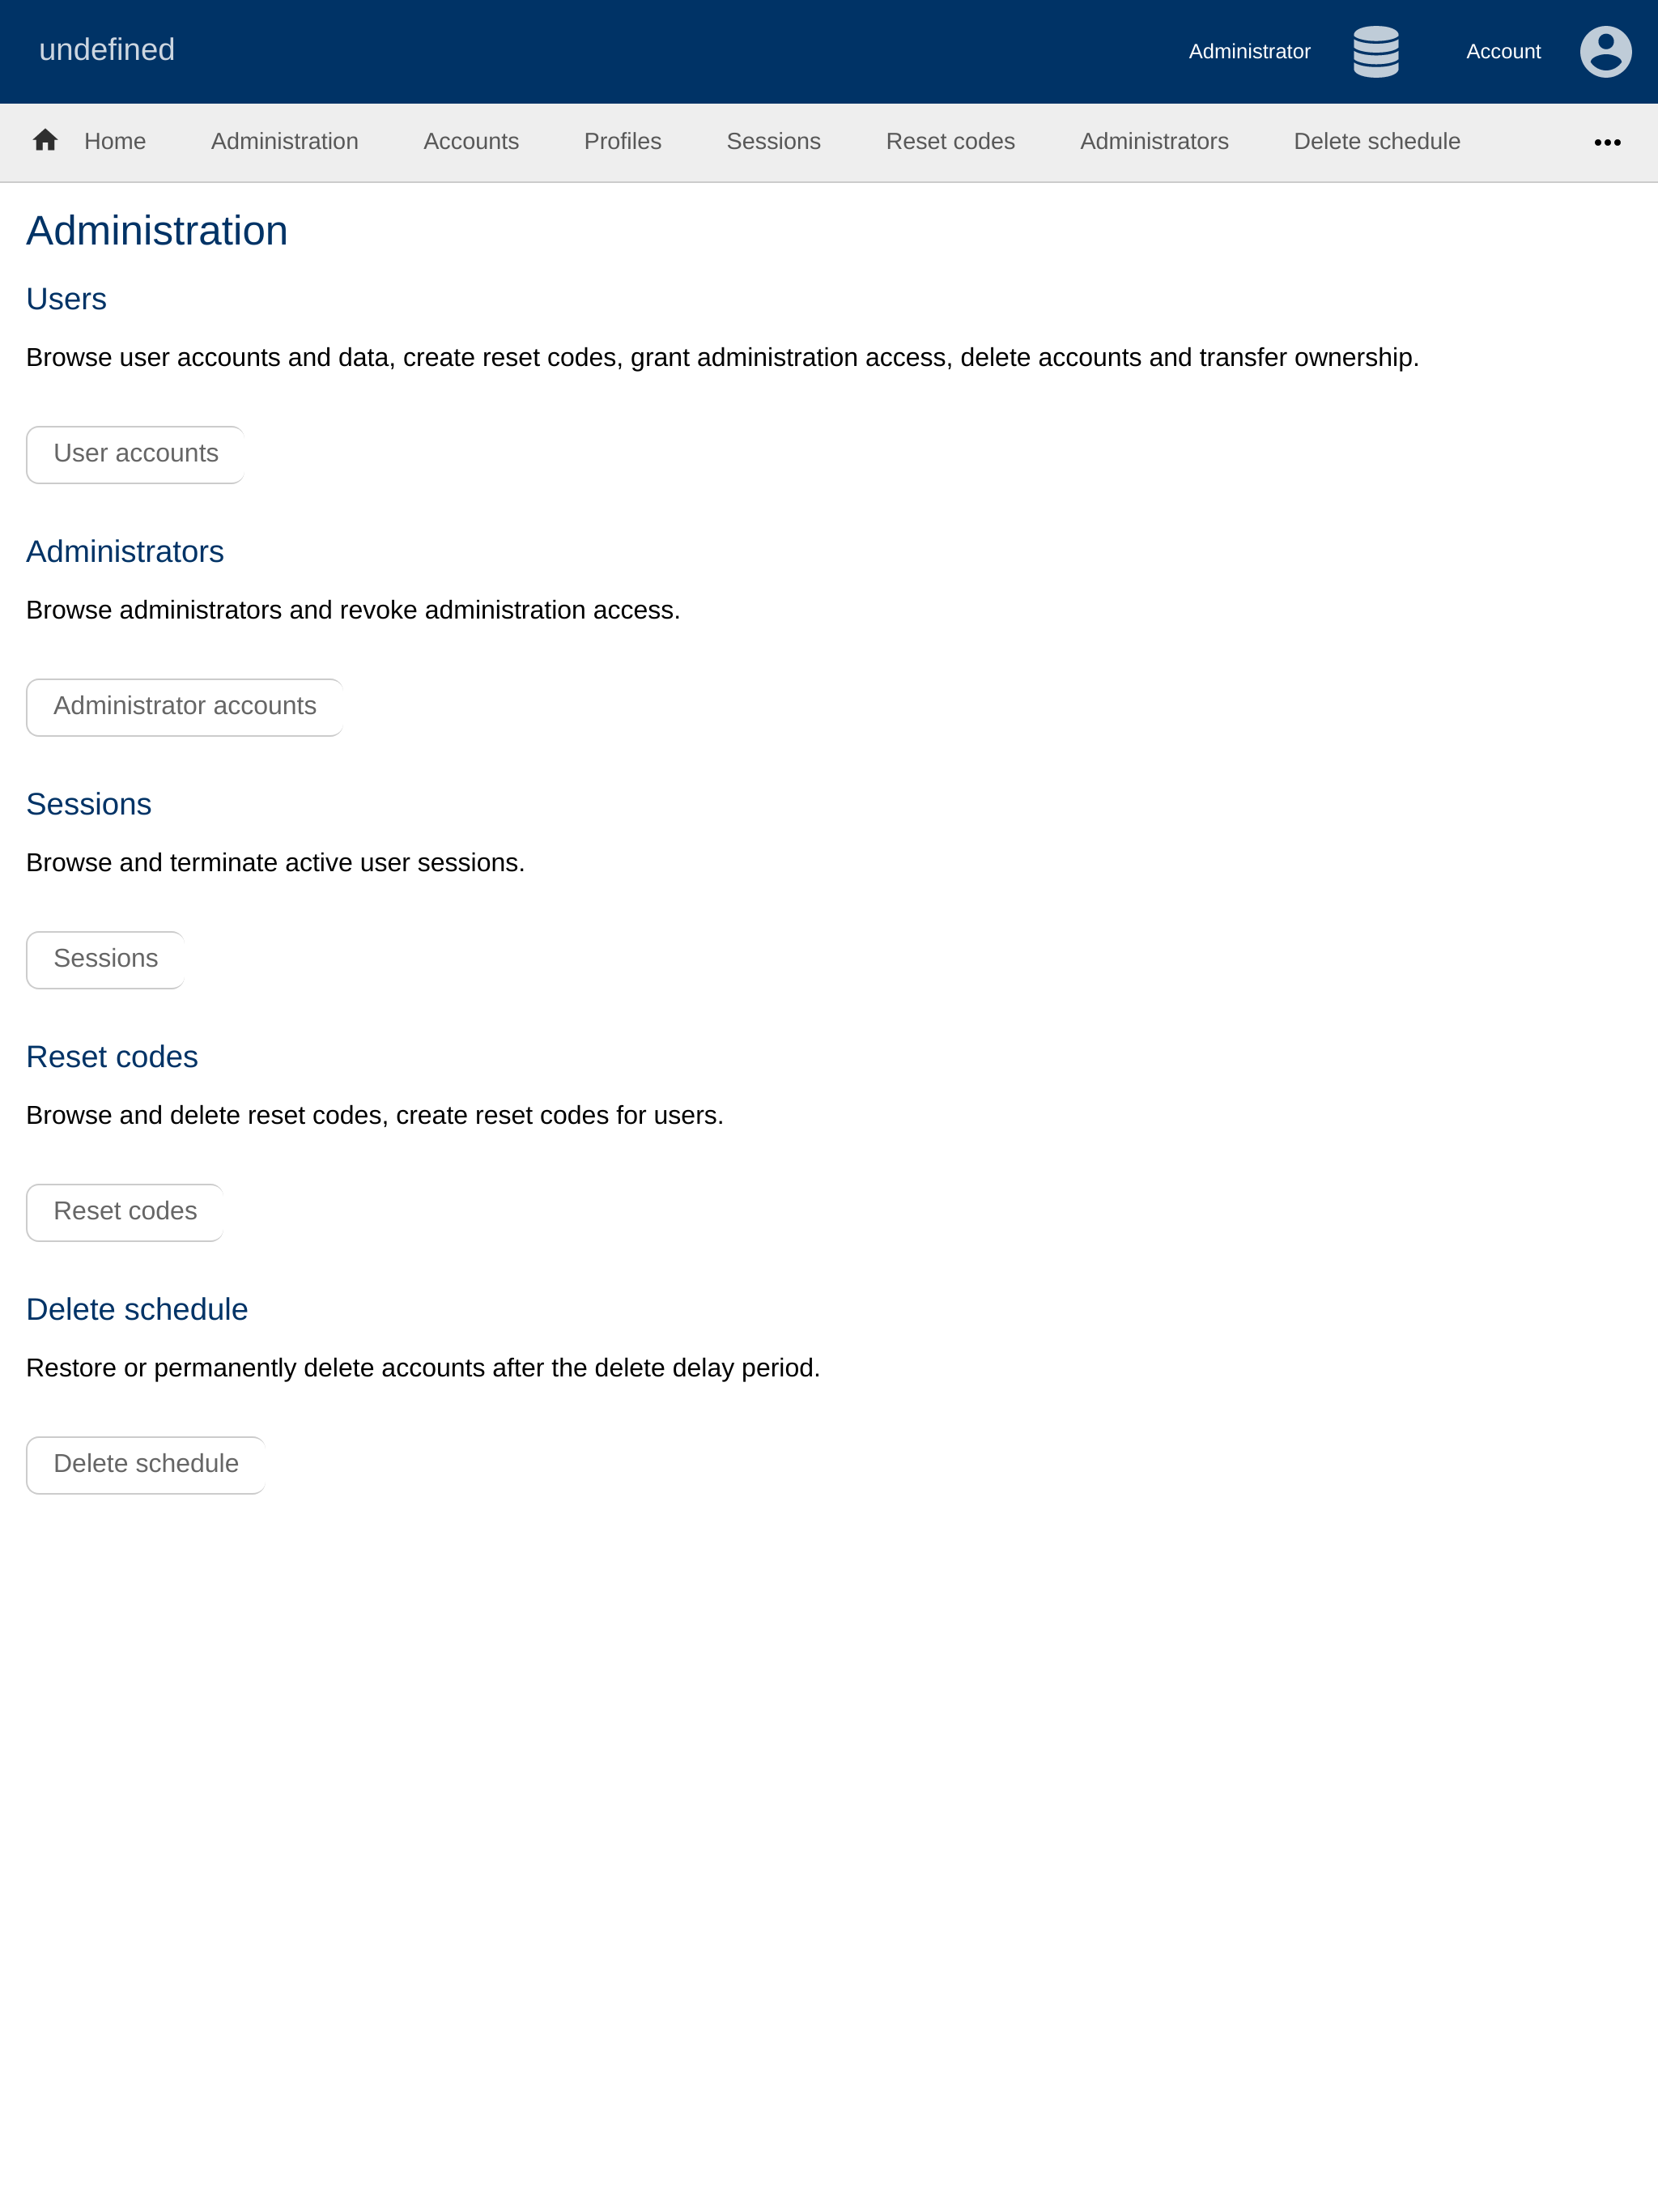 undefined
Administrator
Account
Home Administration Accounts Profiles Sessions Reset codes Administrators Delete schedule
Administration
Users
Browse user accounts and data, create reset codes, grant administration access, delete accounts and transfer ownership.
User accounts
Administrators
Browse administrators and revoke administration access.
Administrator accounts
Sessions
Browse and terminate active user sessions.
Sessions
Reset codes
Browse and delete reset codes, create reset codes for users.
Reset codes
Delete schedule
Restore or permanently delete accounts after the delete delay period.
Delete schedule